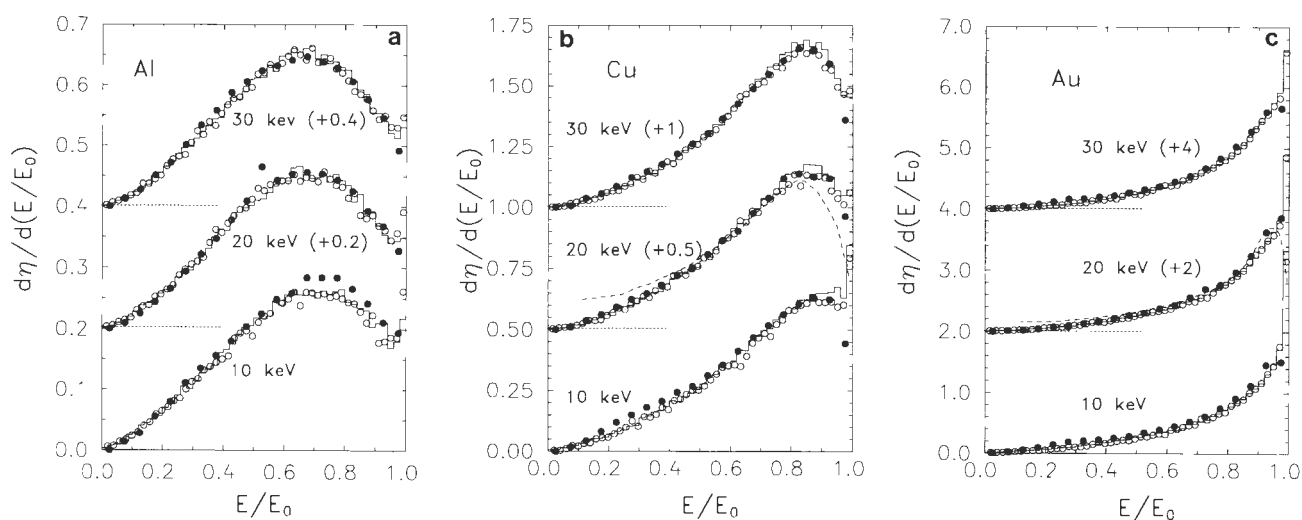 a
Al
30 keV (+0.4)
20 keV (+0.2)
10 keV
0.7
0.6
0.5
0.4
0.3
0.2
0.1
0.0
0.0 0.2 0.4 0.6 0.8 1.0
E/E₀
dη/d(E/E₀)
b
Cu
30 keV (+1)
20 keV (+0.5)
10 keV
1.75
1.50
1.25
1.00
0.75
0.50
0.25
0.00
0.0 0.2 0.4 0.6 0.8 1.0
E/E₀
dη/d(E/E₀)
c
Au
30 keV (+4)
20 keV (+2)
10 keV
7.0
6.0
5.0
4.0
3.0
2.0
1.0
0.0
0.0 0.2 0.4 0.6 0.8 1.0
E/E₀
dη/d(E/E₀)